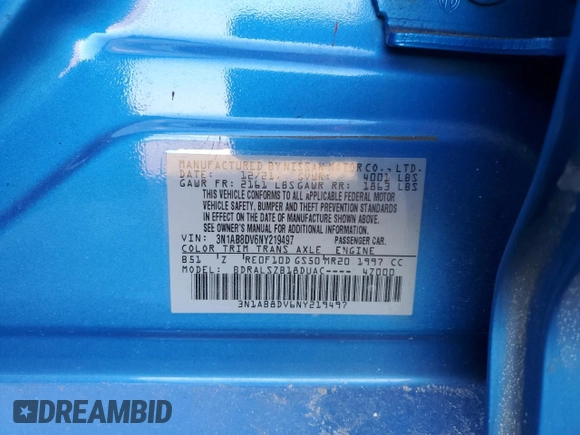 MANUFACTURED BY NISSAN MOTOR CO., LTD.
DATE: 12/21 GVWR: 4001 LBS
GAWR FR: 2161 LBS GAWR RR: 1863 LBS
THIS VEHICLE CONFORMS TO ALL APPLICABLE FEDERAL MOTOR
VEHICLE SAFETY, BUMPER AND THEFT PREVENTION STANDARDS
IN EFFECT ON THE DATE OF MANUFACTURE SHOWN ABOVE.
SEE OWNER'S MANUAL FOR ADDITIONAL INFORMATION.
VIN: 3N1AB8DV6NY219497 PASSENGER CAR.
COLOR TRIM TRANS AXLE ENGINE
B51 'Z 'RE0F10D GS50'MR20 1997 CC
MODEL: BDRALSZB18DUAC---- 47000
3N1AB8DV6NY219497
DREAMBID